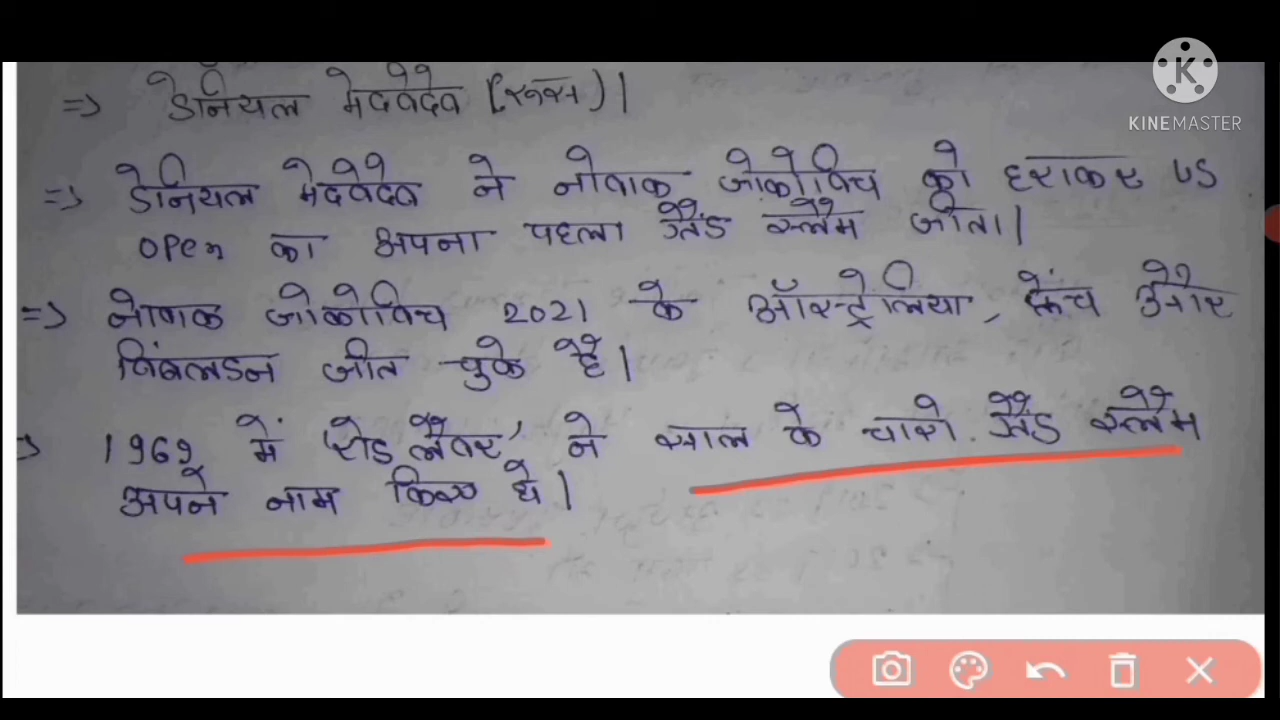 => डेनियल मेदवेदेव (रूस)।
KINEMASTER
=> डेनियल मेदवेदेव ने नोवाक जोकोविच को हराकर US
open का अपना पहला ग्रैंड स्लैम जीता।
=> नोवाक जोकोविच 2021 के ऑस्ट्रेलिया, फ्रेंच और
विंबलडन जीत चुके हैं।
=> 1969 में रोड लेवर, ने साल के चारो ग्रैंड स्लैम
अपने नाम किए थे।